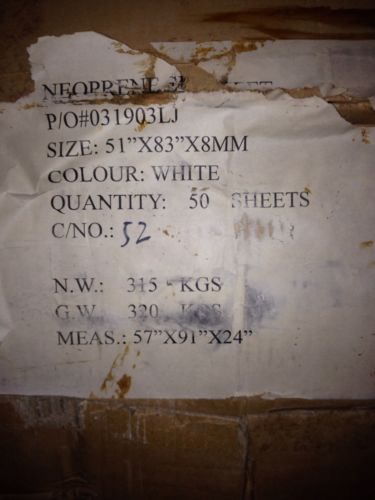 NEOPRENE
P/O#031903LJ
SIZE: 51”X83”X8MM
COLOUR: WHITE
QUANTITY: 50 SHEETS
C/NO.: 52
N.W.: 315 KGS
G.W. 320 KGS
MEAS.: 57”X91”X24”